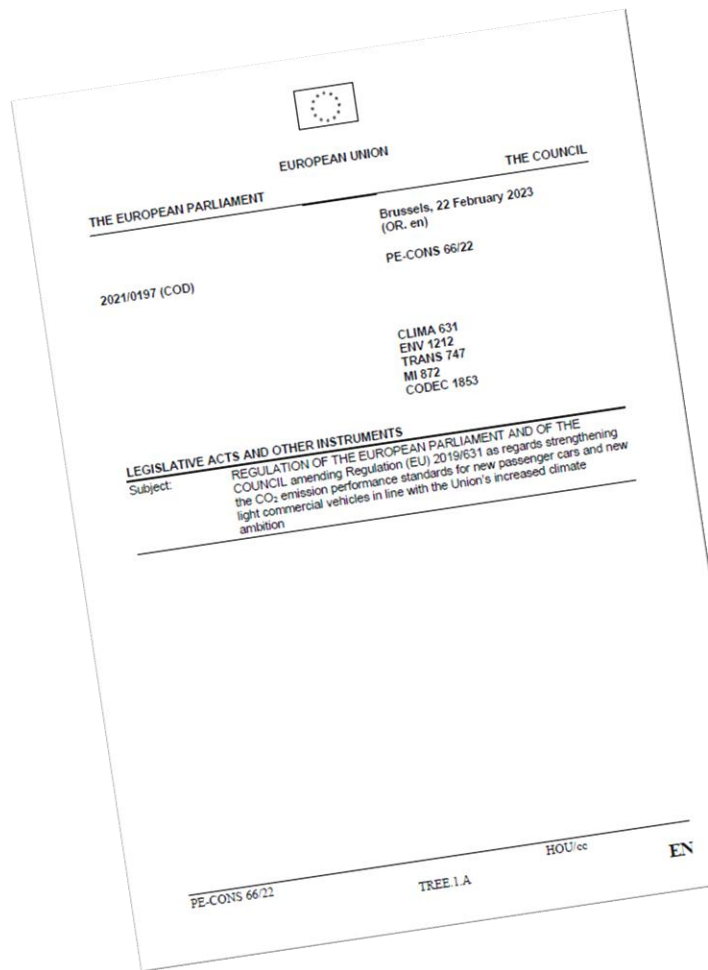 EUROPEAN UNION
THE EUROPEAN PARLIAMENT
THE COUNCIL
Brussels, 22 February 2023
(OR. en)
2021/0197 (COD)
PE-CONS 66/22
CLIMA 631
ENV 1212
TRANS 747
MI 872
CODEC 1853
LEGISLATIVE ACTS AND OTHER INSTRUMENTS
Subject: REGULATION OF THE EUROPEAN PARLIAMENT AND OF THE
COUNCIL amending Regulation (EU) 2019/631 as regards strengthening
the CO₂ emission performance standards for new passenger cars and new
light commercial vehicles in line with the Union's increased climate
ambition
PE-CONS 66/22 TREE.1.A HOU/cc EN